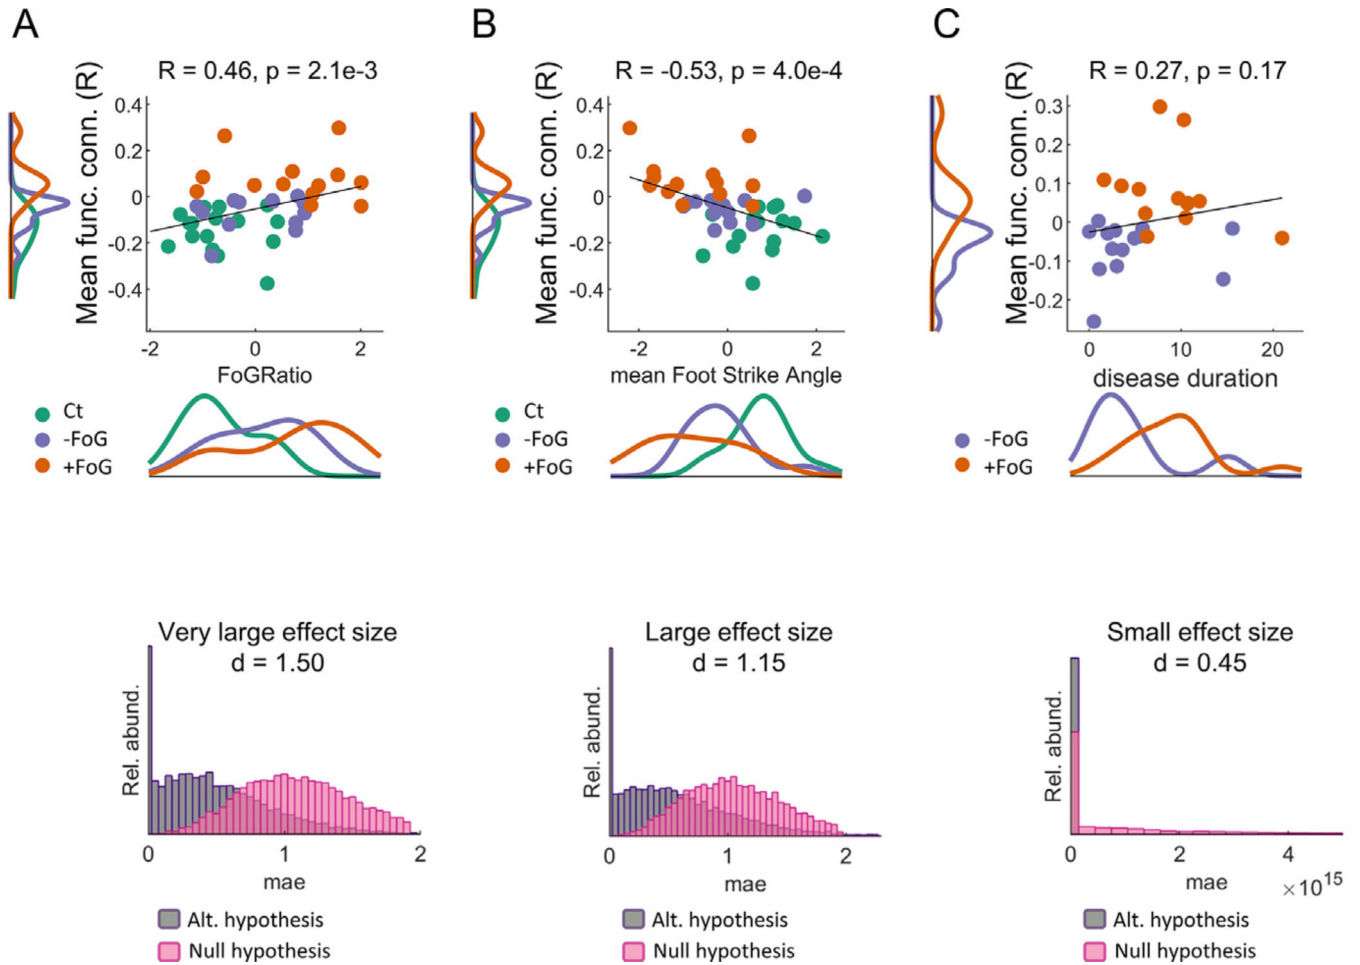 A
B
C
R = 0.46, p = 2.1e-3
R = -0.53, p = 4.0e-4
R = 0.27, p = 0.17
Mean func. conn. (R)
0.4
0.2
0
-0.2
-0.4
-2
0
2
FoGRatio
Mean func. conn. (R)
0.4
0.2
0
-0.2
-0.4
-2
0
2
mean Foot Strike Angle
Mean func. conn. (R)
0.3
0.2
0.1
0
-0.1
-0.2
0
10
20
disease duration
Ct
-FoG
+FoG
Ct
-FoG
+FoG
-FoG
+FoG
Very large effect size
d = 1.50
Rel. abund.
0
1
2
mae
Alt. hypothesis
Null hypothesis
Large effect size
d = 1.15
Rel. abund.
0
1
2
mae
Alt. hypothesis
Null hypothesis
Small effect size
d = 0.45
Rel. abund.
0
2
4
mae
×10^15
Alt. hypothesis
Null hypothesis